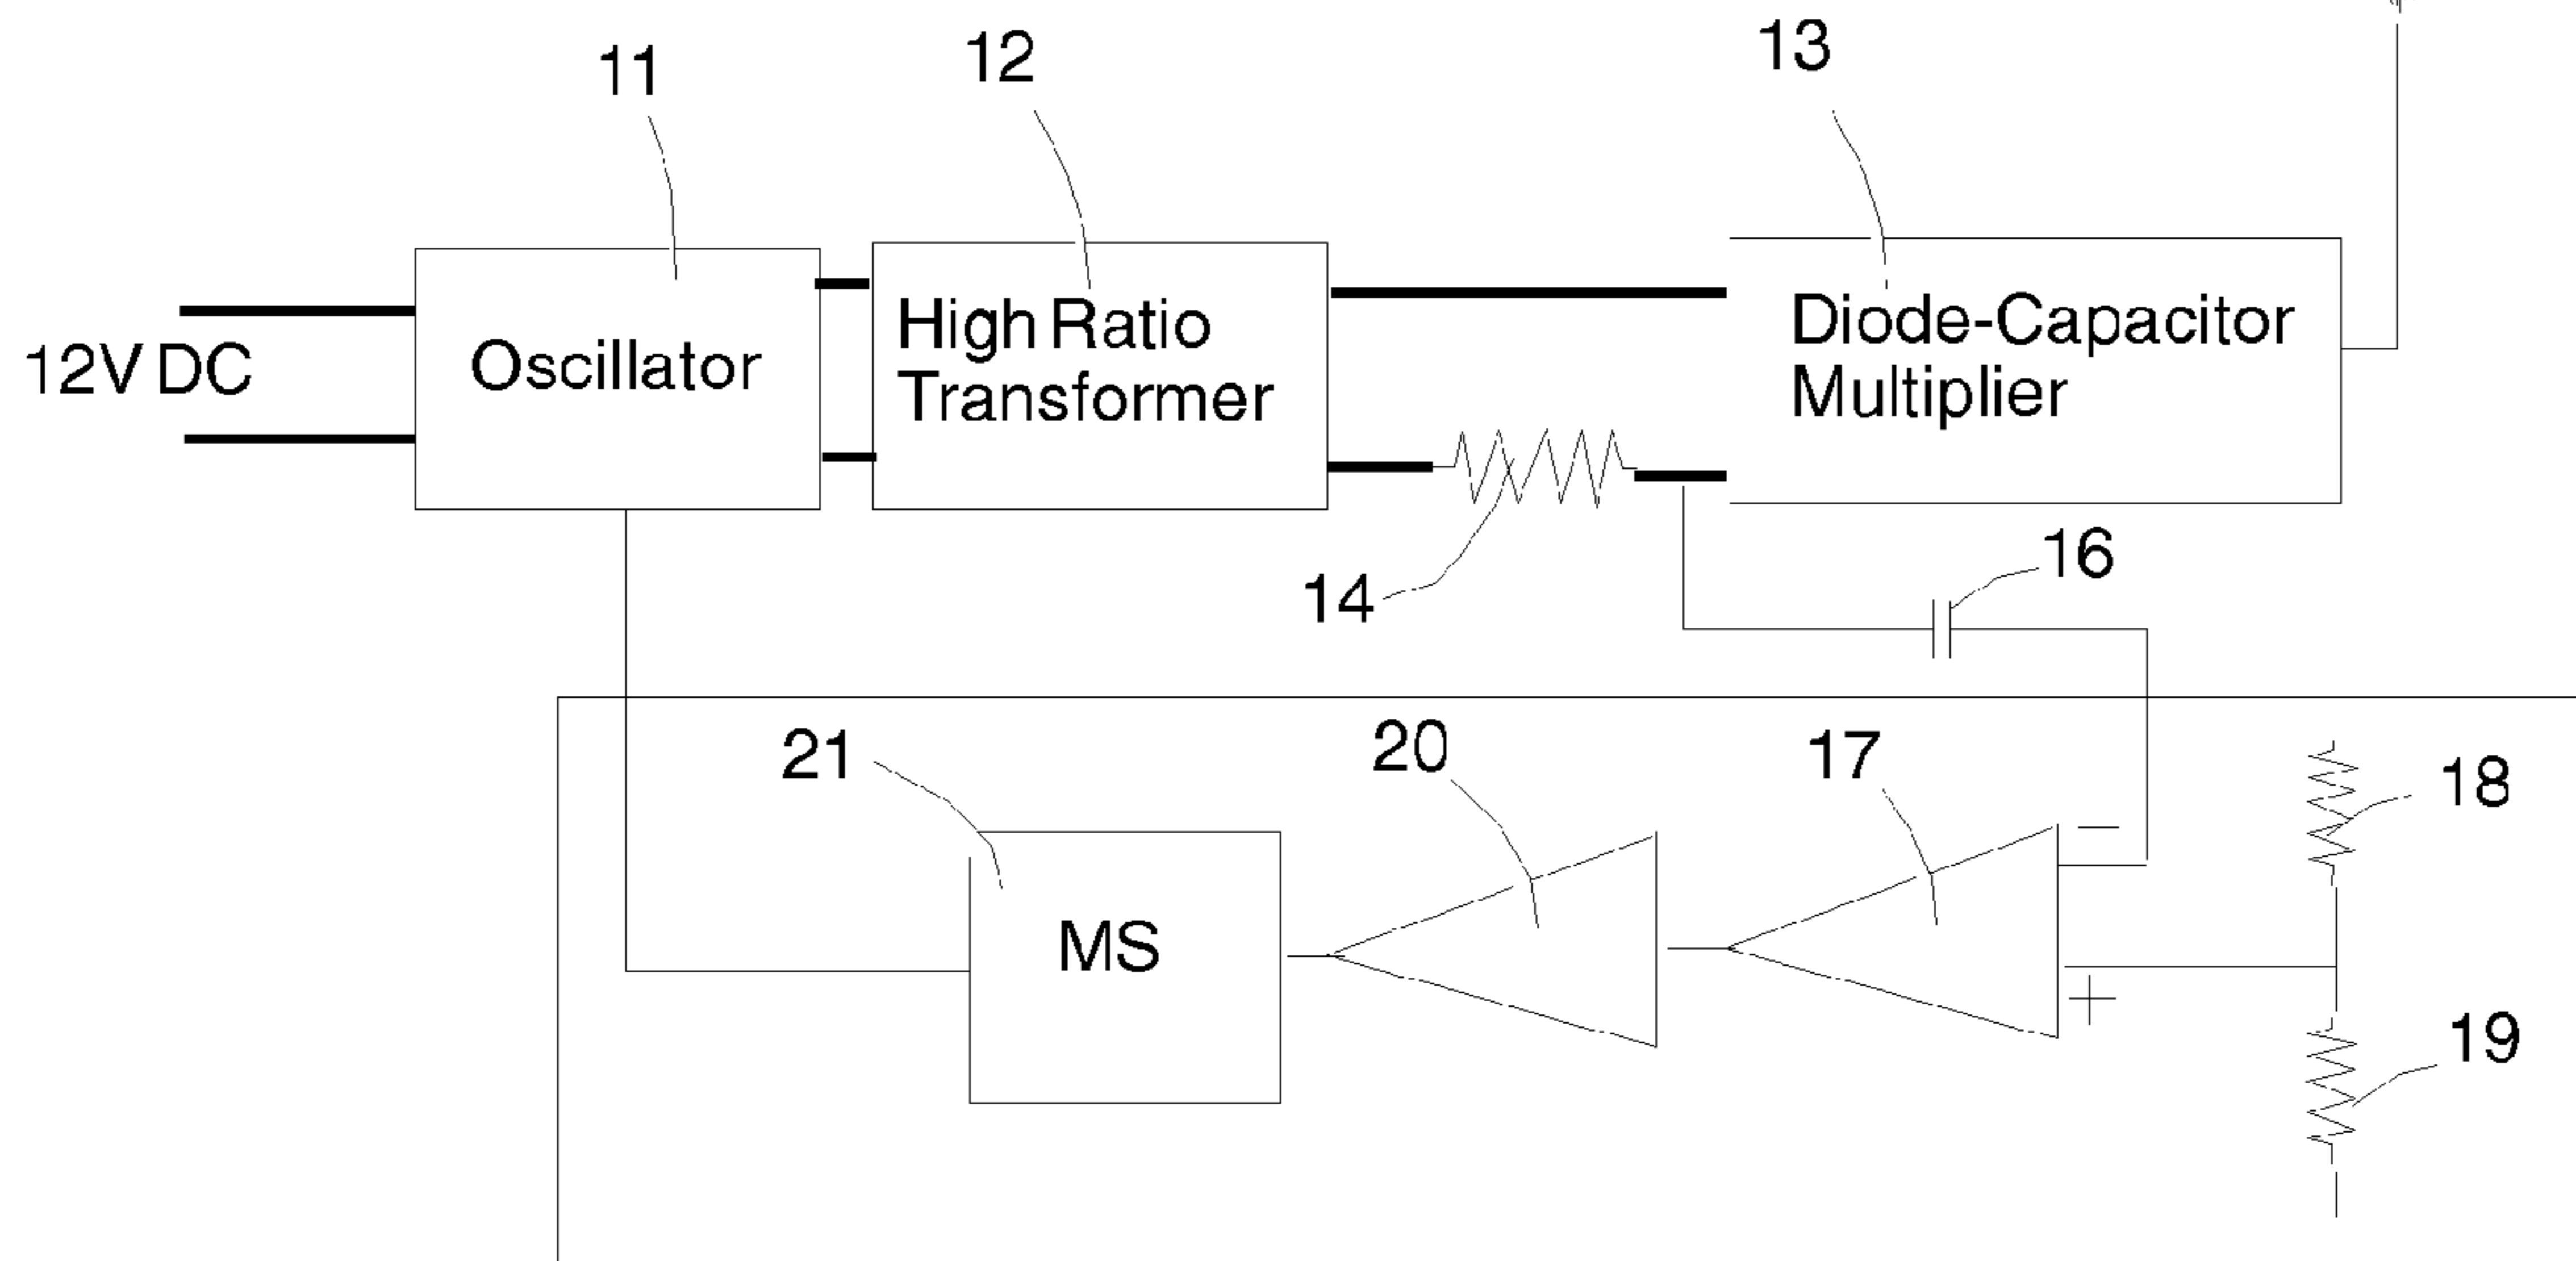 11
12
13
12V DC
Oscillator
High Ratio
Transformer
Diode-Capacitor
Multiplier
14
16
21
20
17
18
MS
19